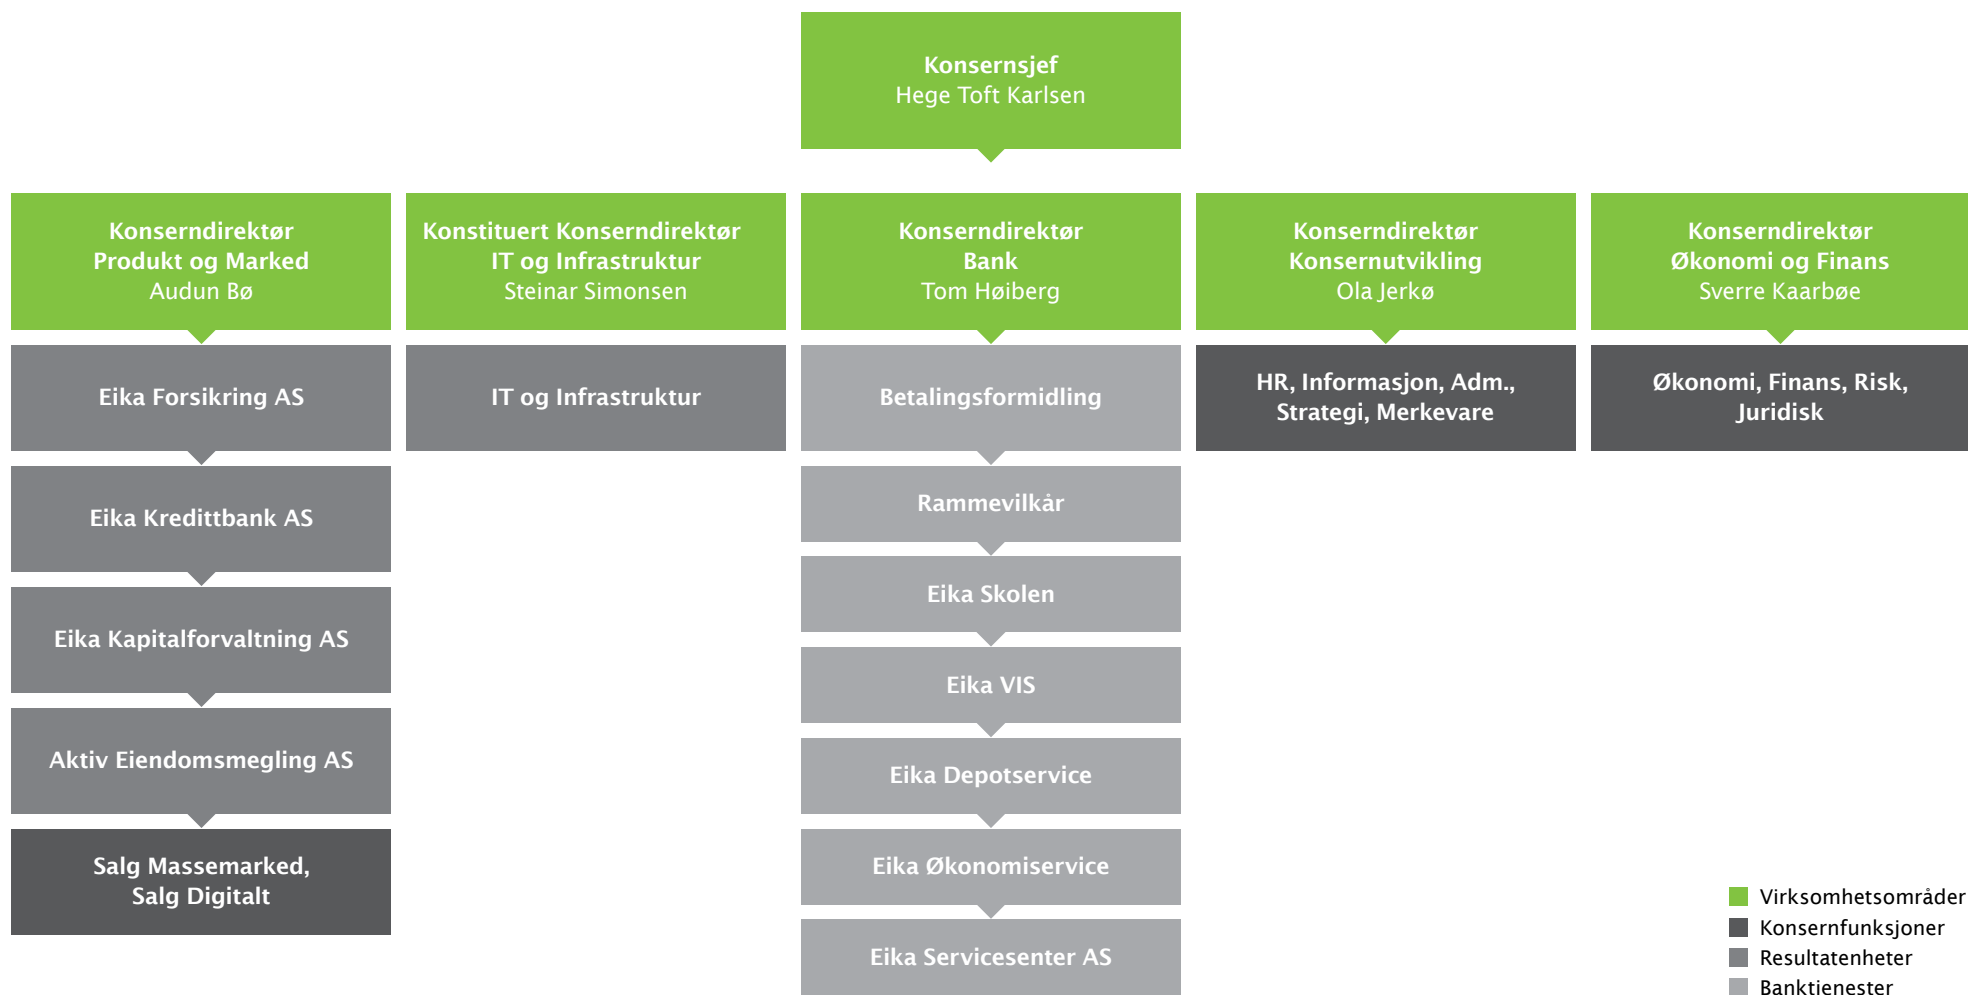 Konsernsjef
Hege Toft Karlsen
Konserndirektør
Produkt og Marked
Audun Bø
Eika Forsikring AS
Eika Kredittbank AS
Eika Kapitalforvaltning AS
Aktiv Eiendomsmegling AS
Salg Massemarked,
Salg Digitalt
Konstituert Konserndirektør
IT og Infrastruktur
Steinar Simonsen
IT og Infrastruktur
Konserndirektør
Bank
Tom Høiberg
Betalingsformidling
Rammevilkår
Eika Skolen
Eika VIS
Eika Depotservice
Eika Økonomiservice
Eika Servicesenter AS
Konserndirektør
Konsernutvikling
Ola Jerkø
HR, Informasjon, Adm.,
Strategi, Merkevare
Konserndirektør
Økonomi og Finans
Sverre Kaarbøe
Økonomi, Finans, Risk,
Juridisk
Virksomhetsområder
Konsernfunksjoner
Resultatenheter
Banktienester